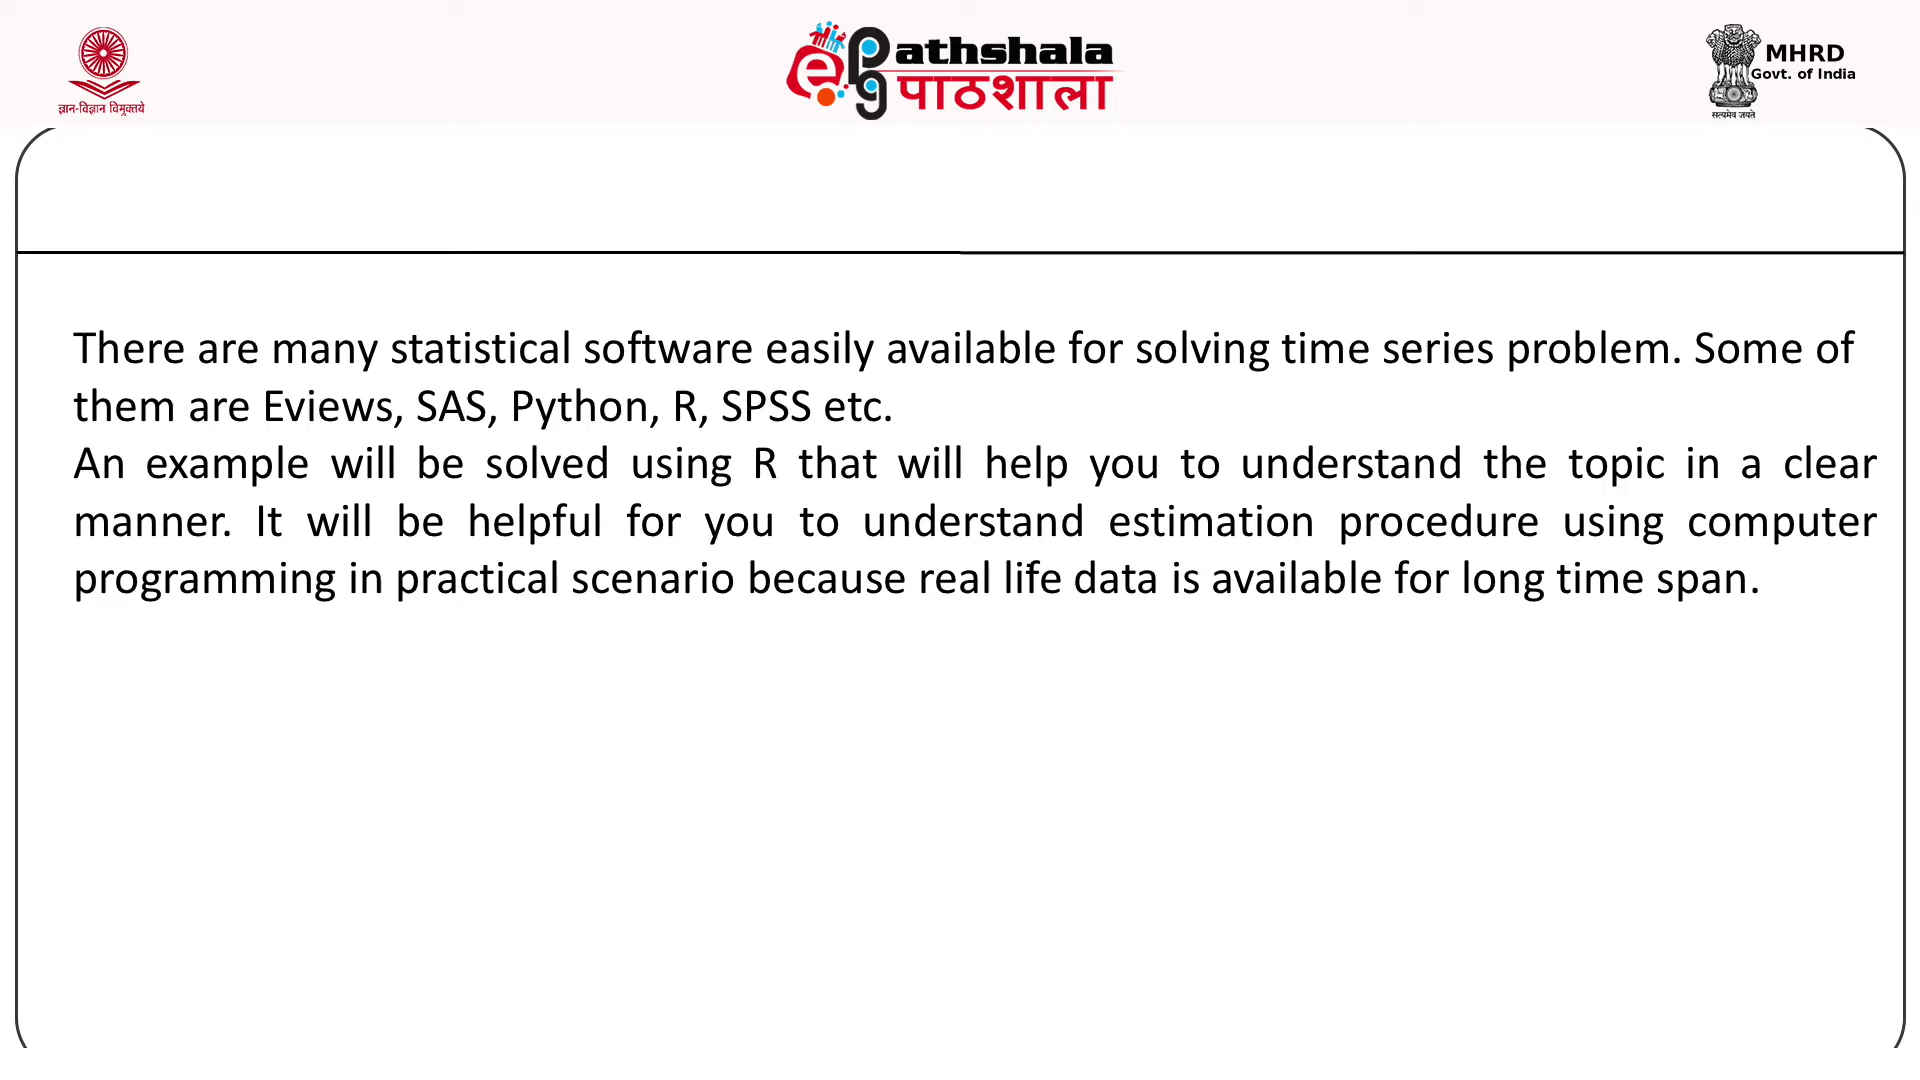 ज्ञान-विज्ञान विमुक्तये
e
Pathshala
पाठशाला
pg
MHRD
Govt. of India
सत्यमेव जयते
There are many statistical software easily available for solving time series problem. Some of
them are Eviews, SAS, Python, R, SPSS etc.
An example will be solved using R that will help you to understand the topic in a clear
manner. It will be helpful for you to understand estimation procedure using computer
programming in practical scenario because real life data is available for long time span.